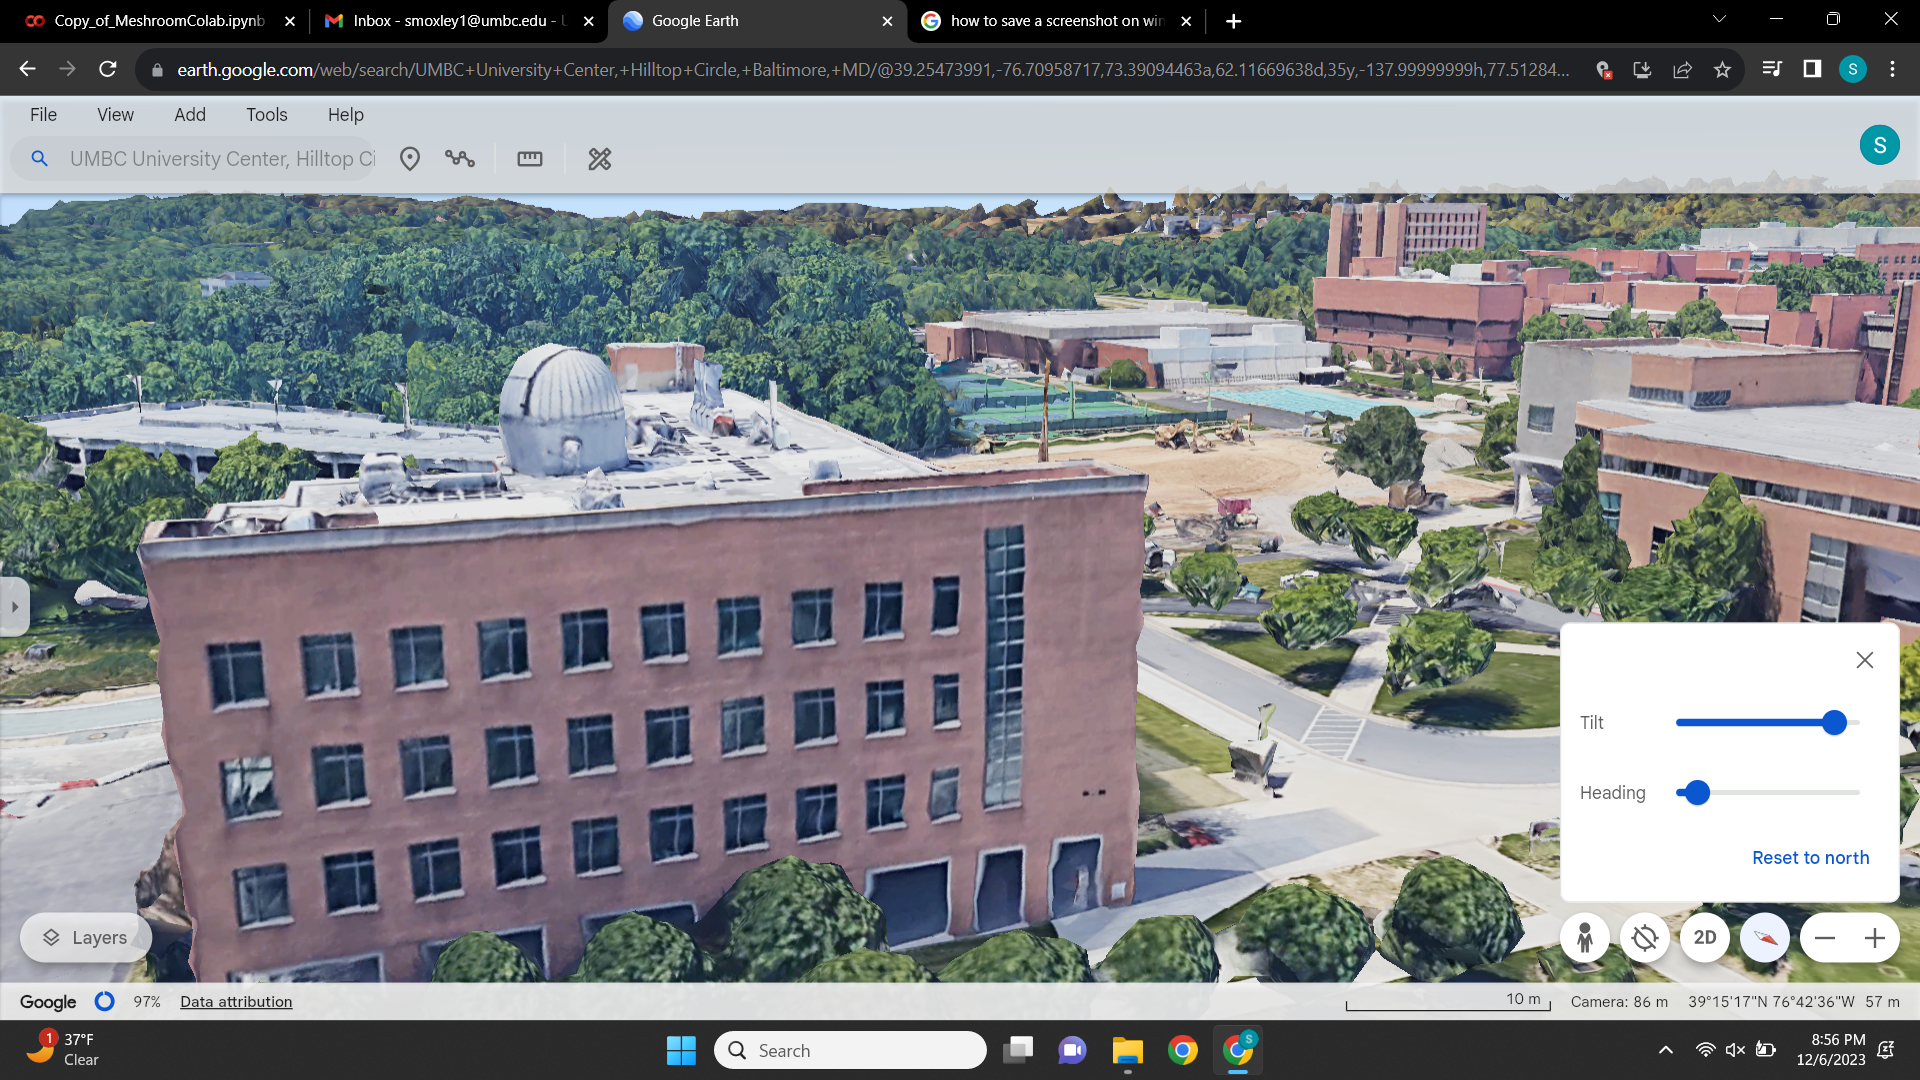 Copy_of_MeshroomColab.ipynb
Inbox - smoxley1@umbc.edu - U
Google Earth
how to save a screenshot on win
earth.google.com/web/search/UMBC+University+Center,+Hilltop+Circle,+Baltimore,+MD/@39.25473991,-76.70958717,73.39094463a,62.11669638d,35y,-137.99999999h,77.51284...
S
File View Add Tools Help
UMBC University Center, Hilltop Ci
S
Tilt
Heading
Reset to north
Layers
2D
Google 97% Data attribution
10 m Camera: 86 m 39°15'17"N 76°42'36"W 57 m
1
37°F
Clear
Search
S
8:56 PM
12/6/2023